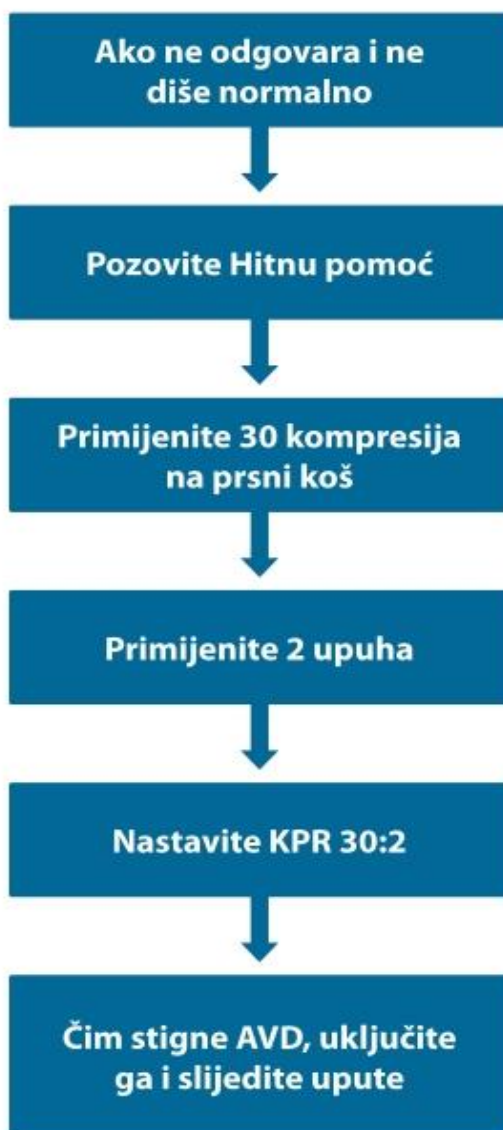 Ako ne odgovara i ne
diše normalno
Pozovite Hitnu pomoć
Primijenite 30 kompresija
na prsni koš
Primijenite 2 upuha
Nastavite KPR 30:2
Čim stigne AVD, uključite
ga i slijedite upute